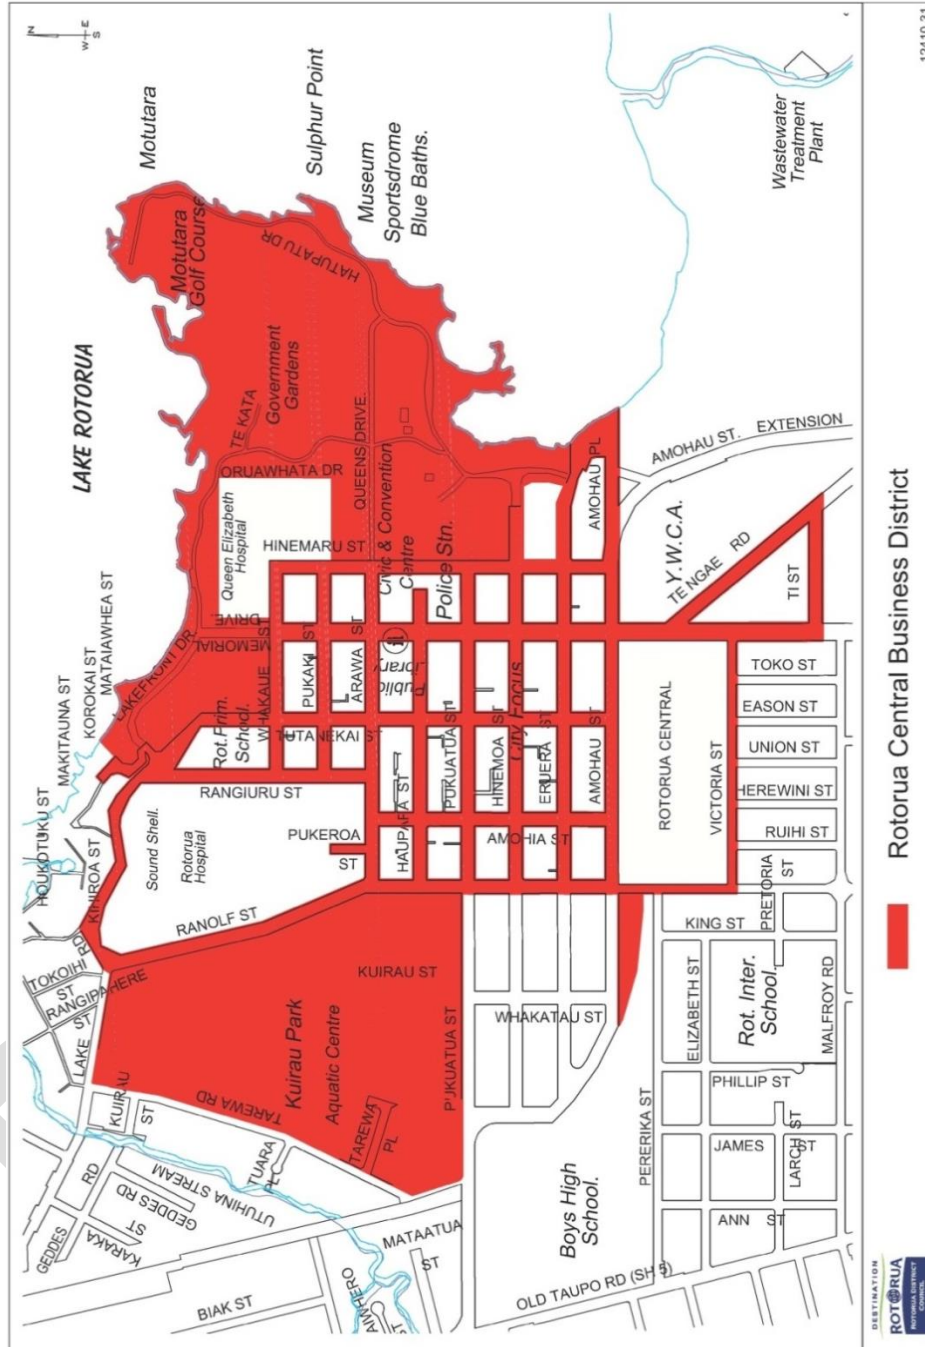 N
W E
S
12410-31
LAKE ROTORUA
Motutara
Sulphur Point
Museum
Sportsdrome
Blue Baths.
Wastewater
Treatment
Plant
Motutara
Golf Course
HATUPATU DR
Government
Gardens
TE KATA
ORUAWHATA DR
QUEENS DRIVE
Queen Elizabeth
Hospital
HINEMARU ST
Civic & Convention
Centre
Police Stn.
AMOHAU PL
AMOHAU ST. EXTENSION
Y.W.C.A.
TE NGAE RD
TI ST
MAKITAUNA ST
KOROKAI ST
MATAIAWHEA ST
LAKEFRONT DR.
MEMORIAL
DRIVE.
WHAKAUE ST
PUKAKI ST
ARAWA ST
Public
Library
Rot.Prim.
School.
TUTANEKAI ST
PUKUATUA ST
HINEMOA ST
City Focus
ERUERA ST
AMOHAU ST
ROTORUA CENTRAL
VICTORIA ST
TOKO ST
EASON ST
UNION ST
HEREWINI ST
RUIHI ST
PRETORIA
ST
HOUKOTUKU ST
KIHIROA ST
Sound Shell.
Rotorua
Hospital
RANGIURU ST
PUKEROA
ST
HAUPAPA ST
AMOHIA ST
RANOLF ST
TOKOIHI
RD
ST
RANGIPAHERE
ST
LAKE
KUIRAU ST
KUIRAU
ST
Kuirau Park
Aquatic Centre
TAREWA RD
TAREWA
PL
TUARA
PL
PUKUATUA ST
WHAKATAU ST
KING ST
ELIZABETH ST
Rot. Inter.
School.
MALFROY RD
PHILLIP ST
PERERIKA ST
JAMES ST
LARCH ST
ANN ST
Boys High
School.
GEDDES RD
GEDDES RD
KARAKA
ST
UTUHINA STREAM
MATAATUA
ST
BIAK ST
ST
OLD TAUPO RD (SH 5)
Rotorua Central Business District
DESTINATION
ROTORUA
ROTORUA DISTRICT
COUNCIL